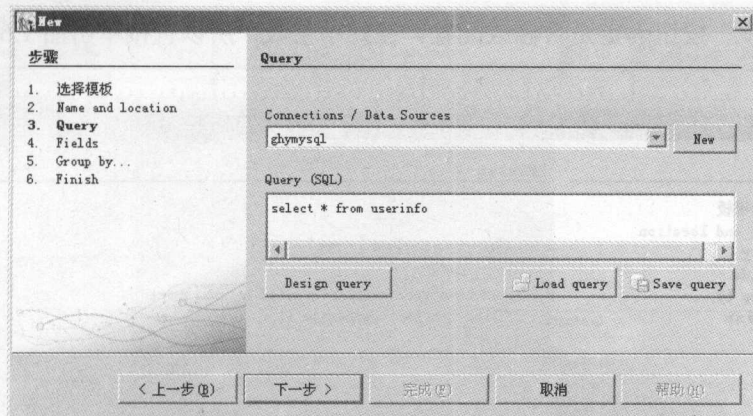 New
步骤
1. 选择模板
2. Name and location
3. Query
4. Fields
5. Group by...
6. Finish
Query
Connections / Data Sources
ghymysql
New
Query (SQL)
select * from userinfo
Design query
Load query
Save query
< 上一步(B)
下一步 >
完成(F)
取消
帮助(H)